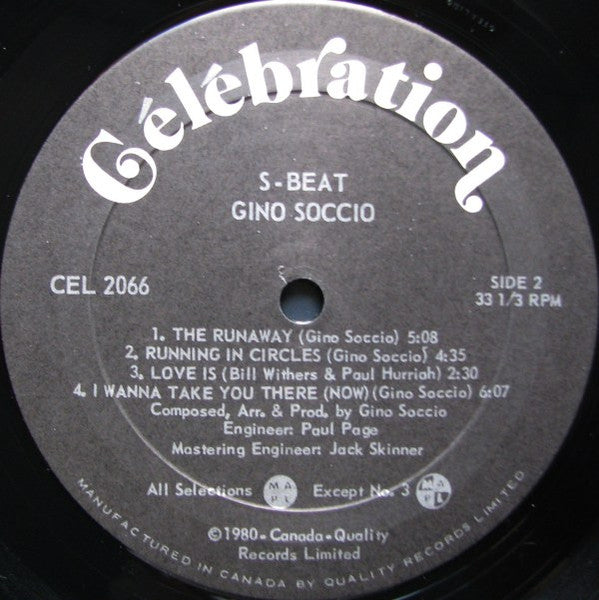 Célébration
S-BEAT
GINO SOCCIO
CEL 2066
SIDE 2
33 1/3 RPM
1. THE RUNAWAY (Gino Soccio) 5:08
2. RUNNING IN CIRCLES (Gino Soccio) 4:35
3. LOVE IS (Bill Withers & Paul Hurriah) 2:30
4. I WANNA TAKE YOU THERE (NOW) (Gino Soccio) 6:07
Composed, Arr. & Prod. by Gino Soccio
Engineer: Paul Page
Mastering Engineer: Jack Skinner
All Selections MAPL Except No. 3 MAPL
©1980-Canada-Quality
Records Limited
MANUFACTURED IN CANADA BY QUALITY RECORDS LIMITED